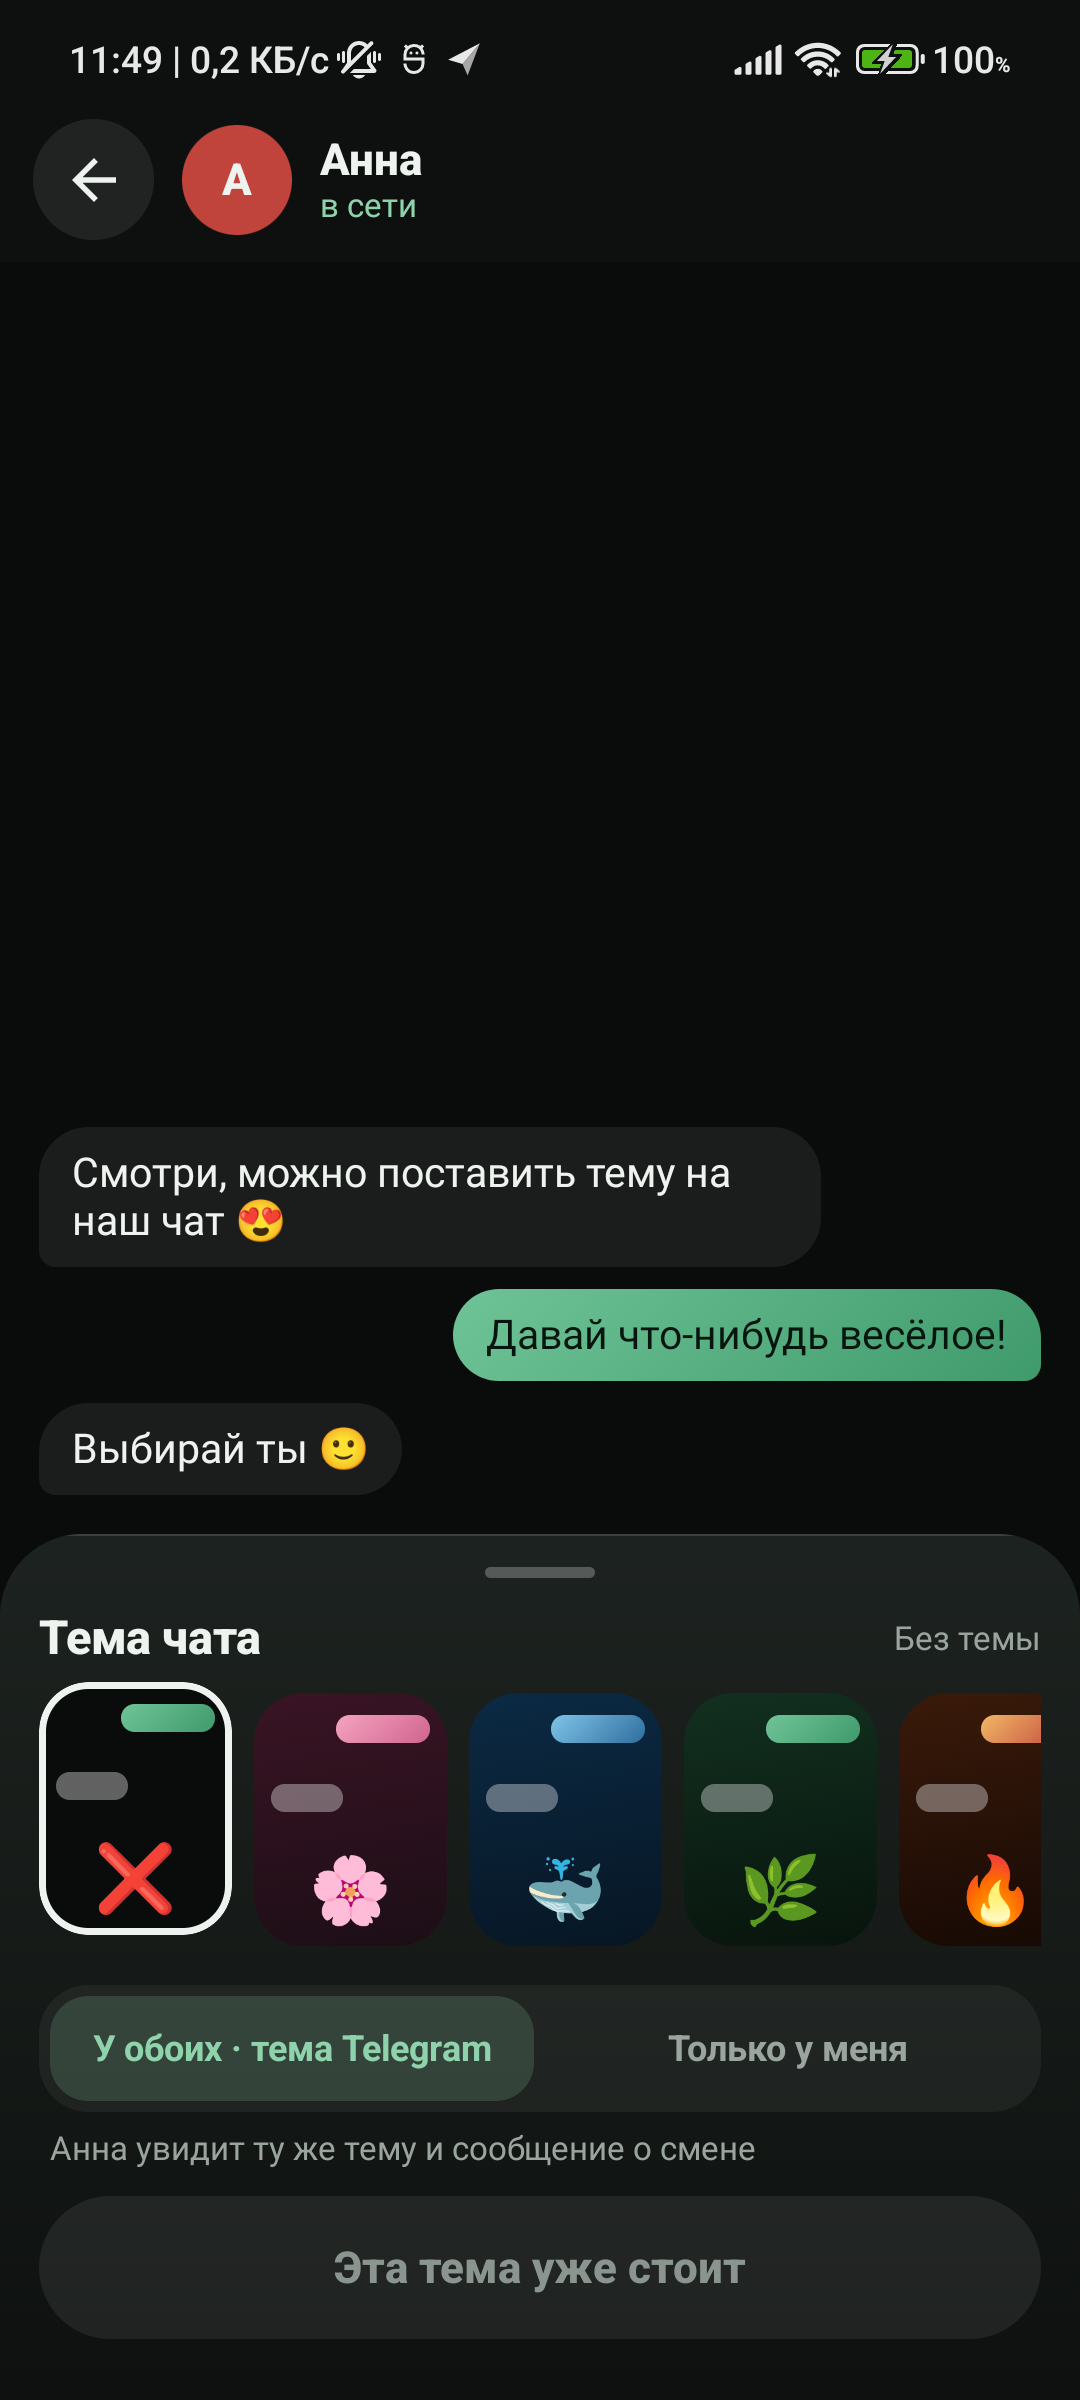 11:49 | 0,2 КБ/с
100%
А
Анна
в сети
Смотри, можно поставить тему на
наш чат 😍
Давай что-нибудь весёлое!
Выбирай ты 🙂
Тема чата
Без темы
У обоих · тема Telegram
Только у меня
Анна увидит ту же тему и сообщение о смене
Эта тема уже стоит